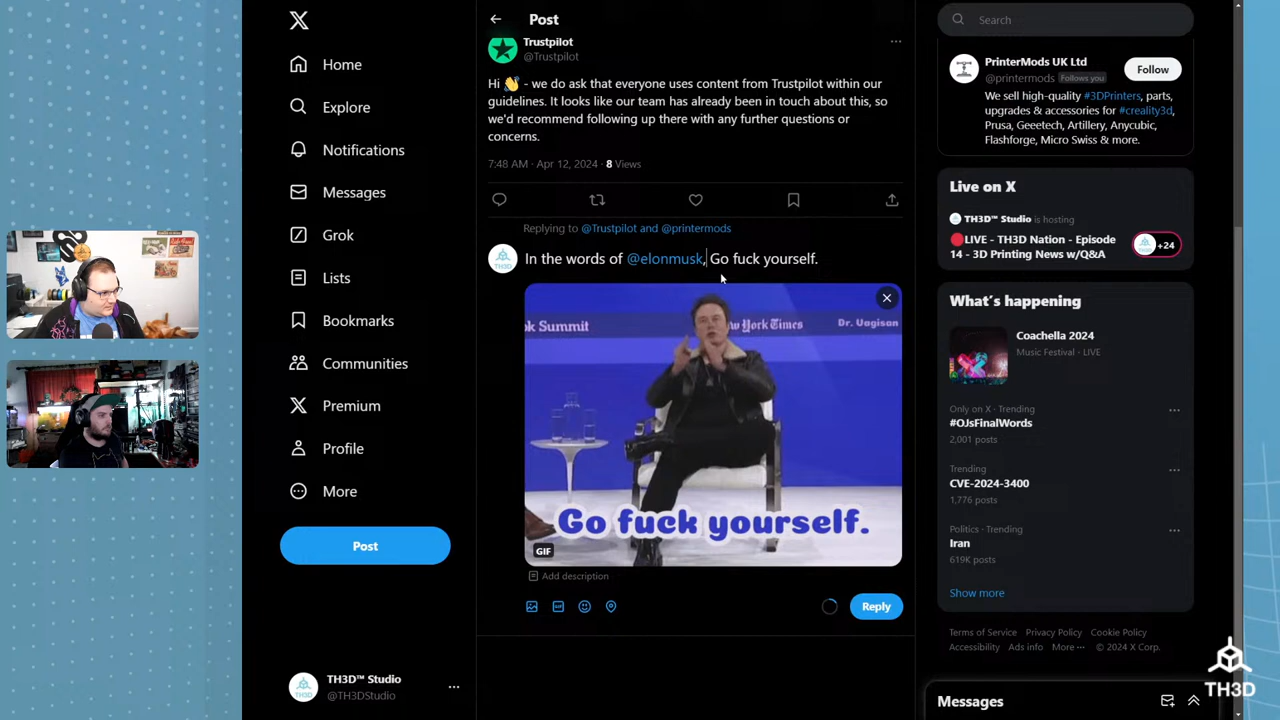 Home
Explore
Notifications
Messages
Grok
Lists
Bookmarks
Communities
Premium
Profile
More
Post
TH3D™ Studio
@TH3DStudio
Post
Trustpilot
@Trustpilot
Hi 👋 - we do ask that everyone uses content from Trustpilot within our
guidelines. It looks like our team has already been in touch about this, so
we'd recommend following up there with any further questions or
concerns.
7:48 AM · Apr 12, 2024 · 8 Views
Replying to @Trustpilot and @printermods
In the words of @elonmusk, Go fuck yourself.
ok Summit
New York Times
Dr. Uagisan
Go fuck yourself.
GIF
Add description
Reply
Search
PrinterMods UK Ltd
@printermods Follows you
Follow
We sell high-quality #3DPrinters, parts,
upgrades & accessories for #creality3d,
Prusa, Geeetech, Artillery, Anycubic,
Flashforge, Micro Swiss & more.
Live on X
TH3D™ Studio is hosting
🔴LIVE - TH3D Nation - Episode
14 - 3D Printing News w/Q&A
+24
What's happening
Coachella 2024
Music Festival · LIVE
Only on X · Trending
#OJsFinalWords
2,001 posts
Trending
CVE-2024-3400
1,776 posts
Politics · Trending
Iran
619K posts
Show more
Terms of Service Privacy Policy Cookie Policy
Accessibility Ads info More ··· © 2024 X Corp.
Messages
TH3D